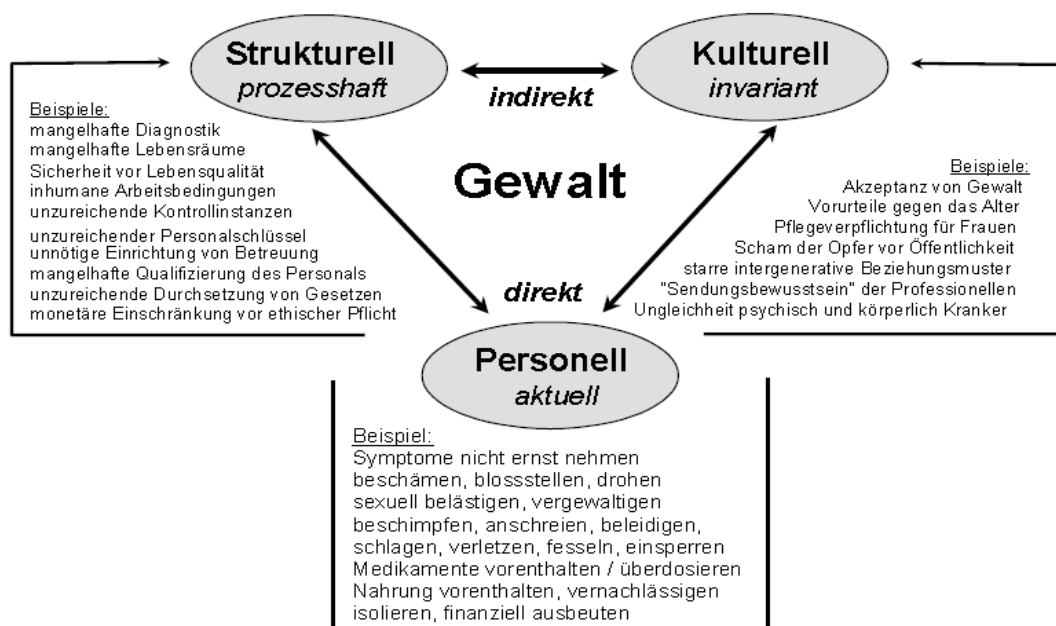 Strukturell
prozesshaft
Kulturell
invariant
indirekt
Beispiele:
mangelhafte Diagnostik
mangelhafte Lebensräume
Sicherheit vor Lebensqualität
inhumane Arbeitsbedingungen
unzureichende Kontrollinstanzen
unzureichender Personalschlüssel
unnötige Einrichtung von Betreuung
mangelhafte Qualifizierung des Personals
unzureichende Durchsetzung von Gesetzen
monetäre Einschränkung vor ethischer Pflicht
Gewalt
Beispiele:
Akzeptanz von Gewalt
Vorurteile gegen das Alter
Pflegeverpflichtung für Frauen
Scham der Opfer vor Öffentlichkeit
starre intergenerative Beziehungsmuster
"Sendungsbewusstsein" der Professionellen
Ungleichheit psychisch und körperlich Kranker
direkt
Personell
aktuell
Beispiel:
Symptome nicht ernst nehmen
beschämen, blossstellen, drohen
sexuell belästigen, vergewaltigen
beschimpfen, anschreien, beleidigen,
schlagen, verletzen, fesseln, einsperren
Medikamente vorenthalten / überdosieren
Nahrung vorenthalten, vernachlässigen
isolieren, finanziell ausbeuten